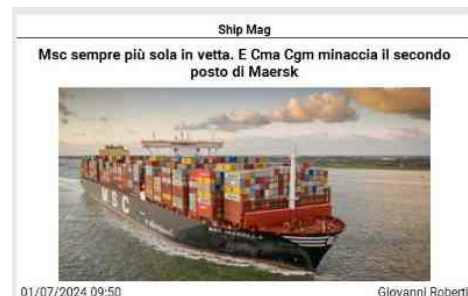 Ship Mag
Msc sempre più sola in vetta. E Cma Cgm minaccia il secondo
posto di Maersk
MSC
01/07/2024 09:50
Giovanni Roberti